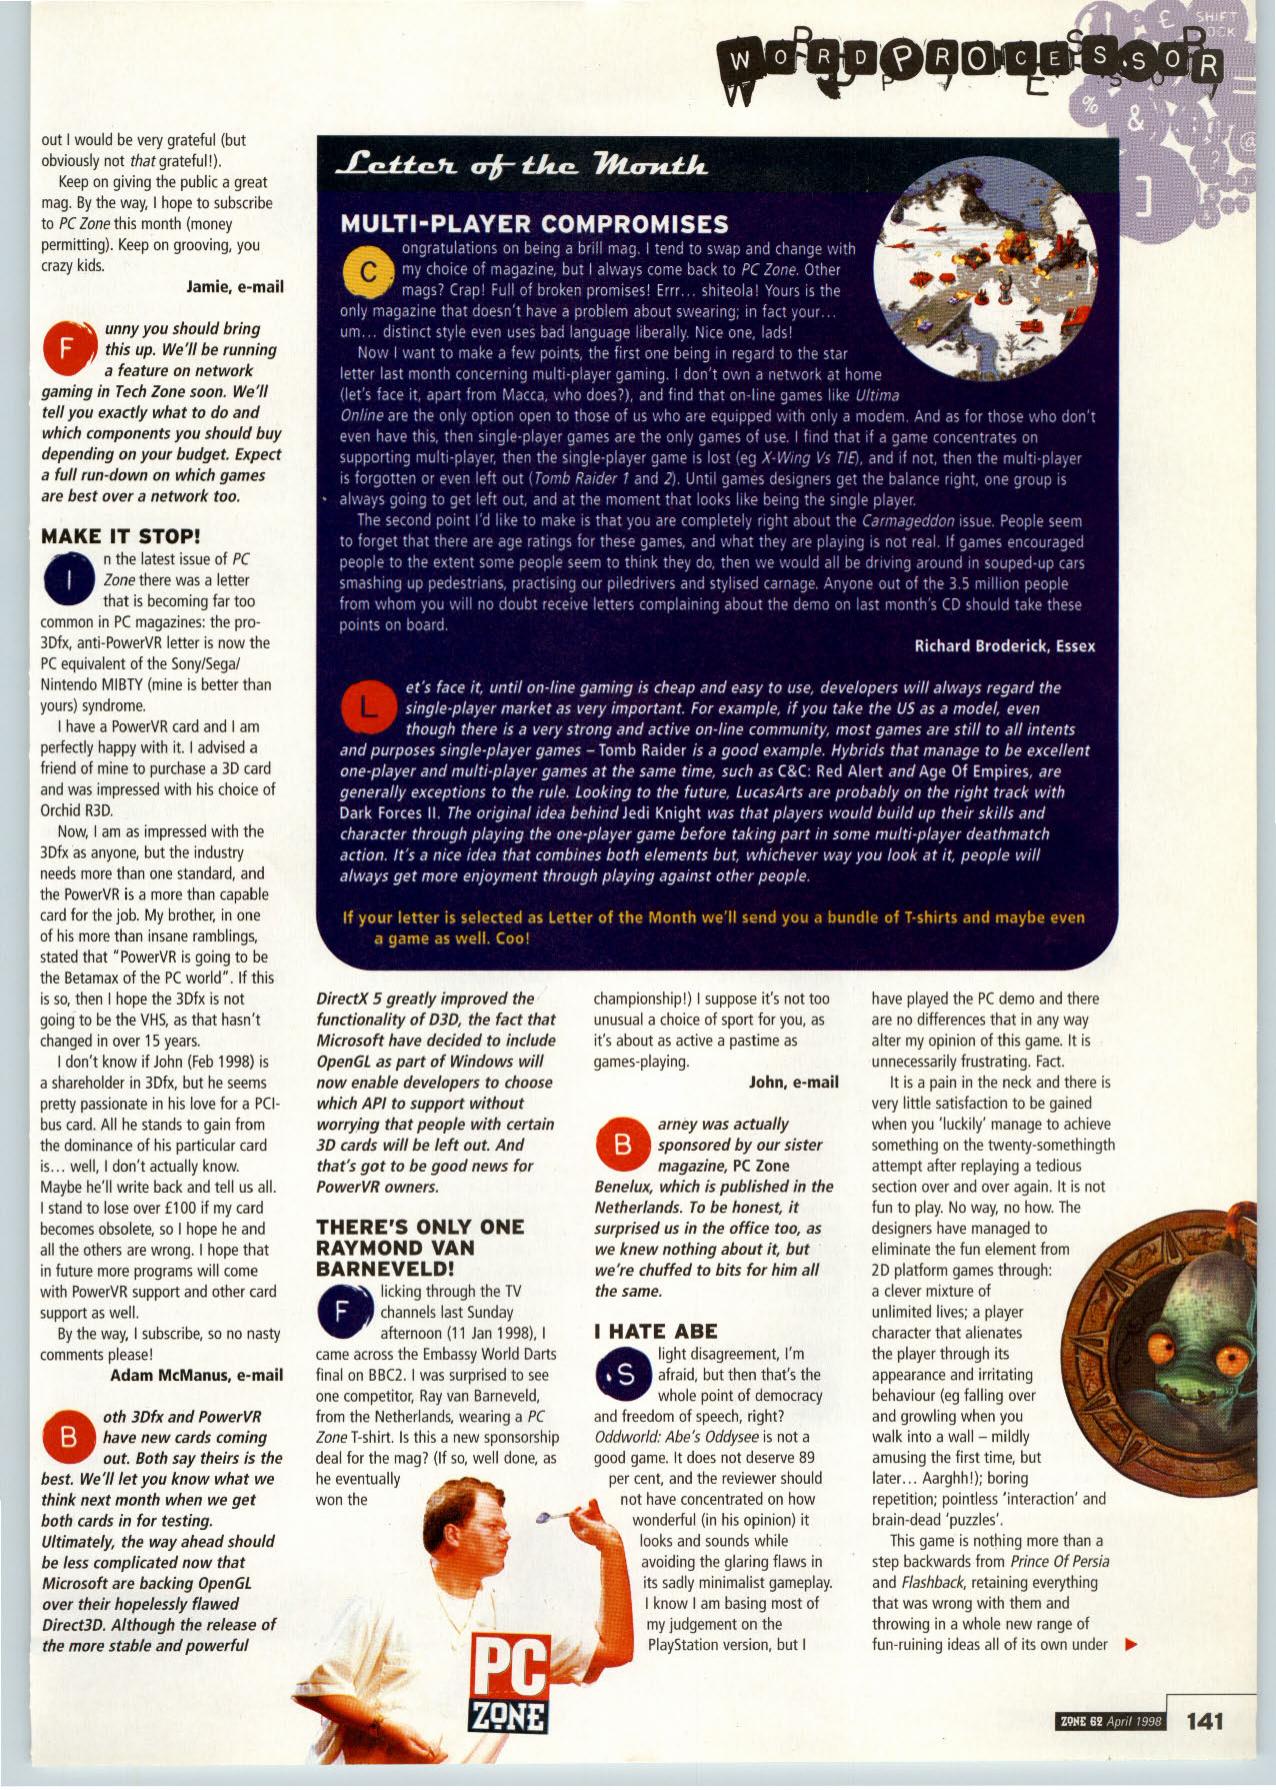 WORDPROCESSOR
out I would be very grateful (but
obviously not that grateful!).
Keep on giving the public a great
mag. By the way, I hope to subscribe
to PC Zone this month (money
permitting). Keep on grooving, you
crazy kids.
Jamie, e-mail
Funny you should bring
this up. We'll be running
a feature on network
gaming in Tech Zone soon. We'll
tell you exactly what to do and
which components you should buy
depending on your budget. Expect
a full run-down on which games
are best over a network too.
MAKE IT STOP!
In the latest issue of PC
Zone there was a letter
that is becoming far too
common in PC magazines: the pro-
3Dfx, anti-PowerVR letter is now the
PC equivalent of the Sony/Sega/
Nintendo MIBTY (mine is better than
yours) syndrome.
I have a PowerVR card and I am
perfectly happy with it. I advised a
friend of mine to purchase a 3D card
and was impressed with his choice of
Orchid R3D.
Now, I am as impressed with the
3Dfx as anyone, but the industry
needs more than one standard, and
the PowerVR is a more than capable
card for the job. My brother, in one
of his more than insane ramblings,
stated that "PowerVR is going to be
the Betamax of the PC world". If this
is so, then I hope the 3Dfx is not
going to be the VHS, as that hasn't
changed in over 15 years.
I don't know if John (Feb 1998) is
a shareholder in 3Dfx, but he seems
pretty passionate in his love for a PCI-
bus card. All he stands to gain from
the dominance of his particular card
is... well, I don't actually know.
Maybe he'll write back and tell us all.
I stand to lose over £100 if my card
becomes obsolete, so I hope he and
all the others are wrong. I hope that
in future more programs will come
with PowerVR support and other card
support as well.
By the way, I subscribe, so no nasty
comments please!
Adam McManus, e-mail
Both 3Dfx and PowerVR
have new cards coming
out. Both say theirs is the
best. We'll let you know what we
think next month when we get
both cards in for testing.
Ultimately, the way ahead should
be less complicated now that
Microsoft are backing OpenGL
over their hopelessly flawed
Direct3D. Although the release of
the more stable and powerful
Letter of the Month
MULTI-PLAYER COMPROMISES
Congratulations on being a brill mag. I tend to swap and change with
my choice of magazine, but I always come back to PC Zone. Other
mags? Crap! Full of broken promises! Errr... shiteola! Yours is the
only magazine that doesn't have a problem about swearing; in fact your...
um... distinct style even uses bad language liberally. Nice one, lads!
Now I want to make a few points, the first one being in regard to the star
letter last month concerning multi-player gaming. I don't own a network at home
(let's face it, apart from Macca, who does?), and find that on-line games like Ultima
Online are the only option open to those of us who are equipped with only a modem. And as for those who don't
even have this, then single-player games are the only games of use. I find that if a game concentrates on
supporting multi-player, then the single-player game is lost (eg X-Wing Vs TIE), and if not, then the multi-player
is forgotten or even left out (Tomb Raider 1 and 2). Until games designers get the balance right, one group is
always going to get left out, and at the moment that looks like being the single player.
The second point I'd like to make is that you are completely right about the Carmageddon issue. People seem
to forget that there are age ratings for these games, and what they are playing is not real. If games encouraged
people to the extent some people seem to think they do, then we would all be driving around in souped-up cars
smashing up pedestrians, practising our piledrivers and stylised carnage. Anyone out of the 3.5 million people
from whom you will no doubt receive letters complaining about the demo on last month's CD should take these
points on board.
Richard Broderick, Essex
Let's face it, until on-line gaming is cheap and easy to use, developers will always regard the
single-player market as very important. For example, if you take the US as a model, even
though there is a very strong and active on-line community, most games are still to all intents
and purposes single-player games – Tomb Raider is a good example. Hybrids that manage to be excellent
one-player and multi-player games at the same time, such as C&C: Red Alert and Age Of Empires, are
generally exceptions to the rule. Looking to the future, LucasArts are probably on the right track with
Dark Forces II. The original idea behind Jedi Knight was that players would build up their skills and
character through playing the one-player game before taking part in some multi-player deathmatch
action. It's a nice idea that combines both elements but, whichever way you look at it, people will
always get more enjoyment through playing against other people.
If your letter is selected as Letter of the Month we'll send you a bundle of T-shirts and maybe even
a game as well. Coo!
DirectX 5 greatly improved the
functionality of D3D, the fact that
Microsoft have decided to include
OpenGL as part of Windows will
now enable developers to choose
which API to support without
worrying that people with certain
3D cards will be left out. And
that's got to be good news for
PowerVR owners.
THERE'S ONLY ONE
RAYMOND VAN
BARNEVELD!
Flicking through the TV
channels last Sunday
afternoon (11 Jan 1998), I
came across the Embassy World Darts
final on BBC2. I was surprised to see
one competitor, Ray van Barneveld,
from the Netherlands, wearing a PC
Zone T-shirt. Is this a new sponsorship
deal for the mag? (If so, well done, as
he eventually
won the
PC
ZONE
championship!) I suppose it's not too
unusual a choice of sport for you, as
it's about as active a pastime as
games-playing.
John, e-mail
Barney was actually
sponsored by our sister
magazine, PC Zone
Benelux, which is published in the
Netherlands. To be honest, it
surprised us in the office too, as
we knew nothing about it, but
we're chuffed to bits for him all
the same.
I HATE ABE
Slight disagreement, I'm
afraid, but then that's the
whole point of democracy
and freedom of speech, right?
Oddworld: Abe's Oddysee is not a
good game. It does not deserve 89
per cent, and the reviewer should
not have concentrated on how
wonderful (in his opinion) it
looks and sounds while
avoiding the glaring flaws in
its sadly minimalist gameplay.
I know I am basing most of
my judgement on the
PlayStation version, but I
have played the PC demo and there
are no differences that in any way
alter my opinion of this game. It is
unnecessarily frustrating. Fact.
It is a pain in the neck and there is
very little satisfaction to be gained
when you 'luckily' manage to achieve
something on the twenty-somethingth
attempt after replaying a tedious
section over and over again. It is not
fun to play. No way, no how. The
designers have managed to
eliminate the fun element from
2D platform games through:
a clever mixture of
unlimited lives; a player
character that alienates
the player through its
appearance and irritating
behaviour (eg falling over
and growling when you
walk into a wall – mildly
amusing the first time, but
later... Aarghh!); boring
repetition; pointless 'interaction' and
brain-dead 'puzzles'.
This game is nothing more than a
step backwards from Prince Of Persia
and Flashback, retaining everything
that was wrong with them and
throwing in a whole new range of
fun-ruining ideas all of its own under
ZONE 62 April 1998 141